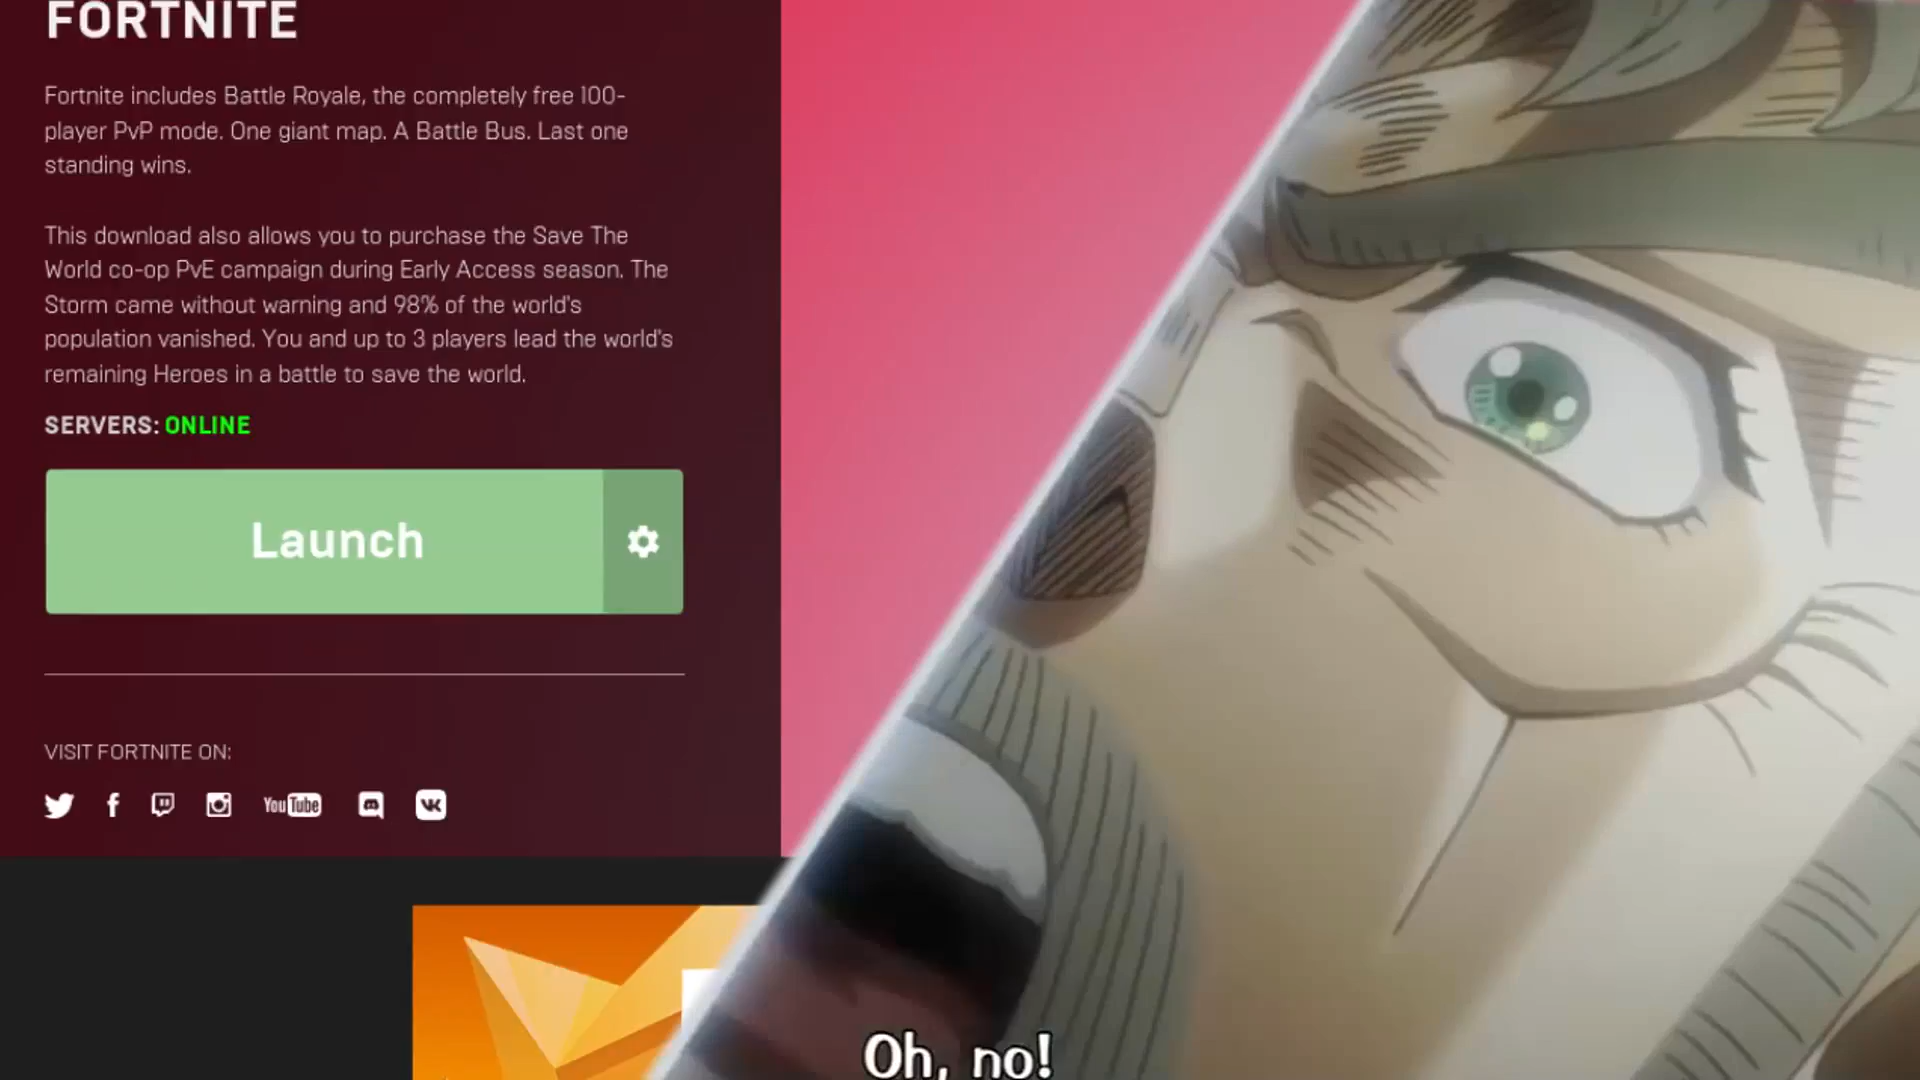 FORTNITE
Fortnite includes Battle Royale, the completely free 100-
player PvP mode. One giant map. A Battle Bus. Last one
standing wins.
This download also allows you to purchase the Save The
World co-op PvE campaign during Early Access season. The
Storm came without warning and 98% of the world's
population vanished. You and up to 3 players lead the world's
remaining Heroes in a battle to save the world.
SERVERS: ONLINE
Launch
VISIT FORTNITE ON:
YouTube
Oh, no!